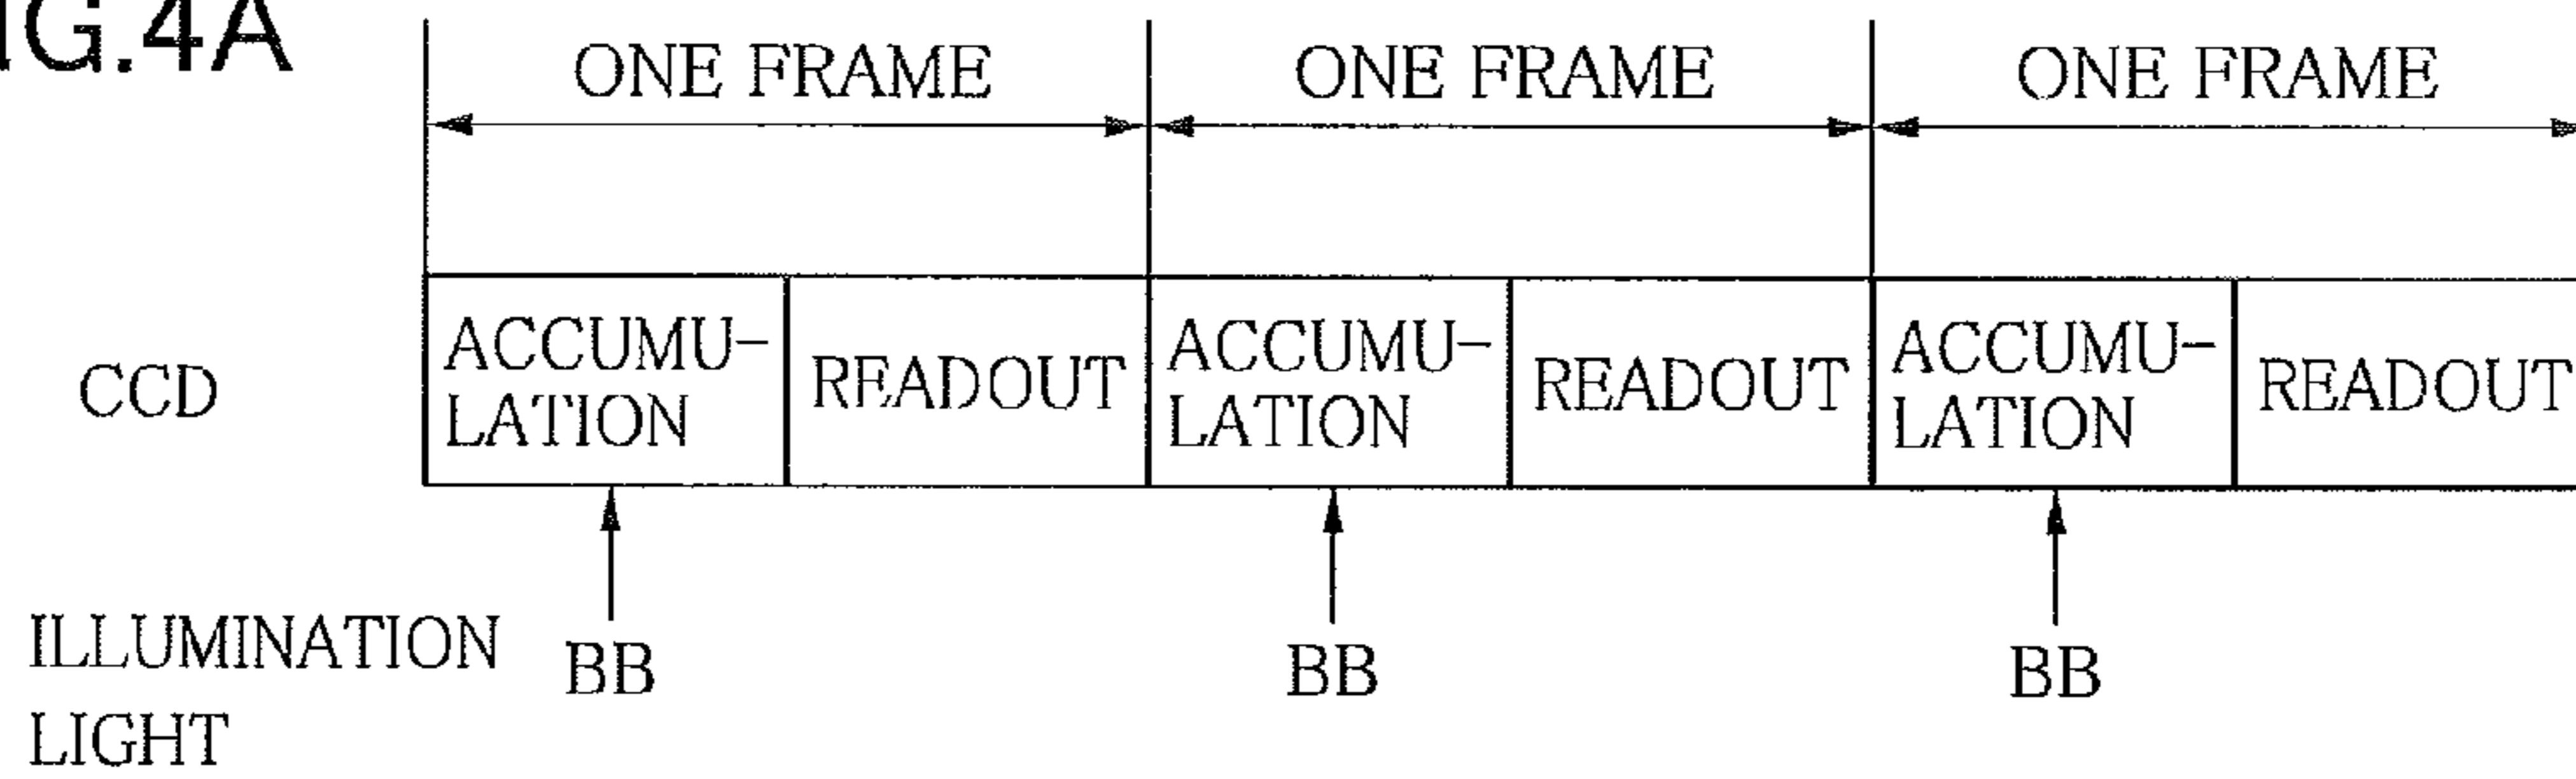 IG.4A
ONE FRAME ONE FRAME ONE FRAME
CCD
ACCUMU-
LATION
READOUT
ACCUMU-
LATION
READOUT
ACCUMU-
LATION
READOUT
ILLUMINATION
LIGHT
BB BB BB